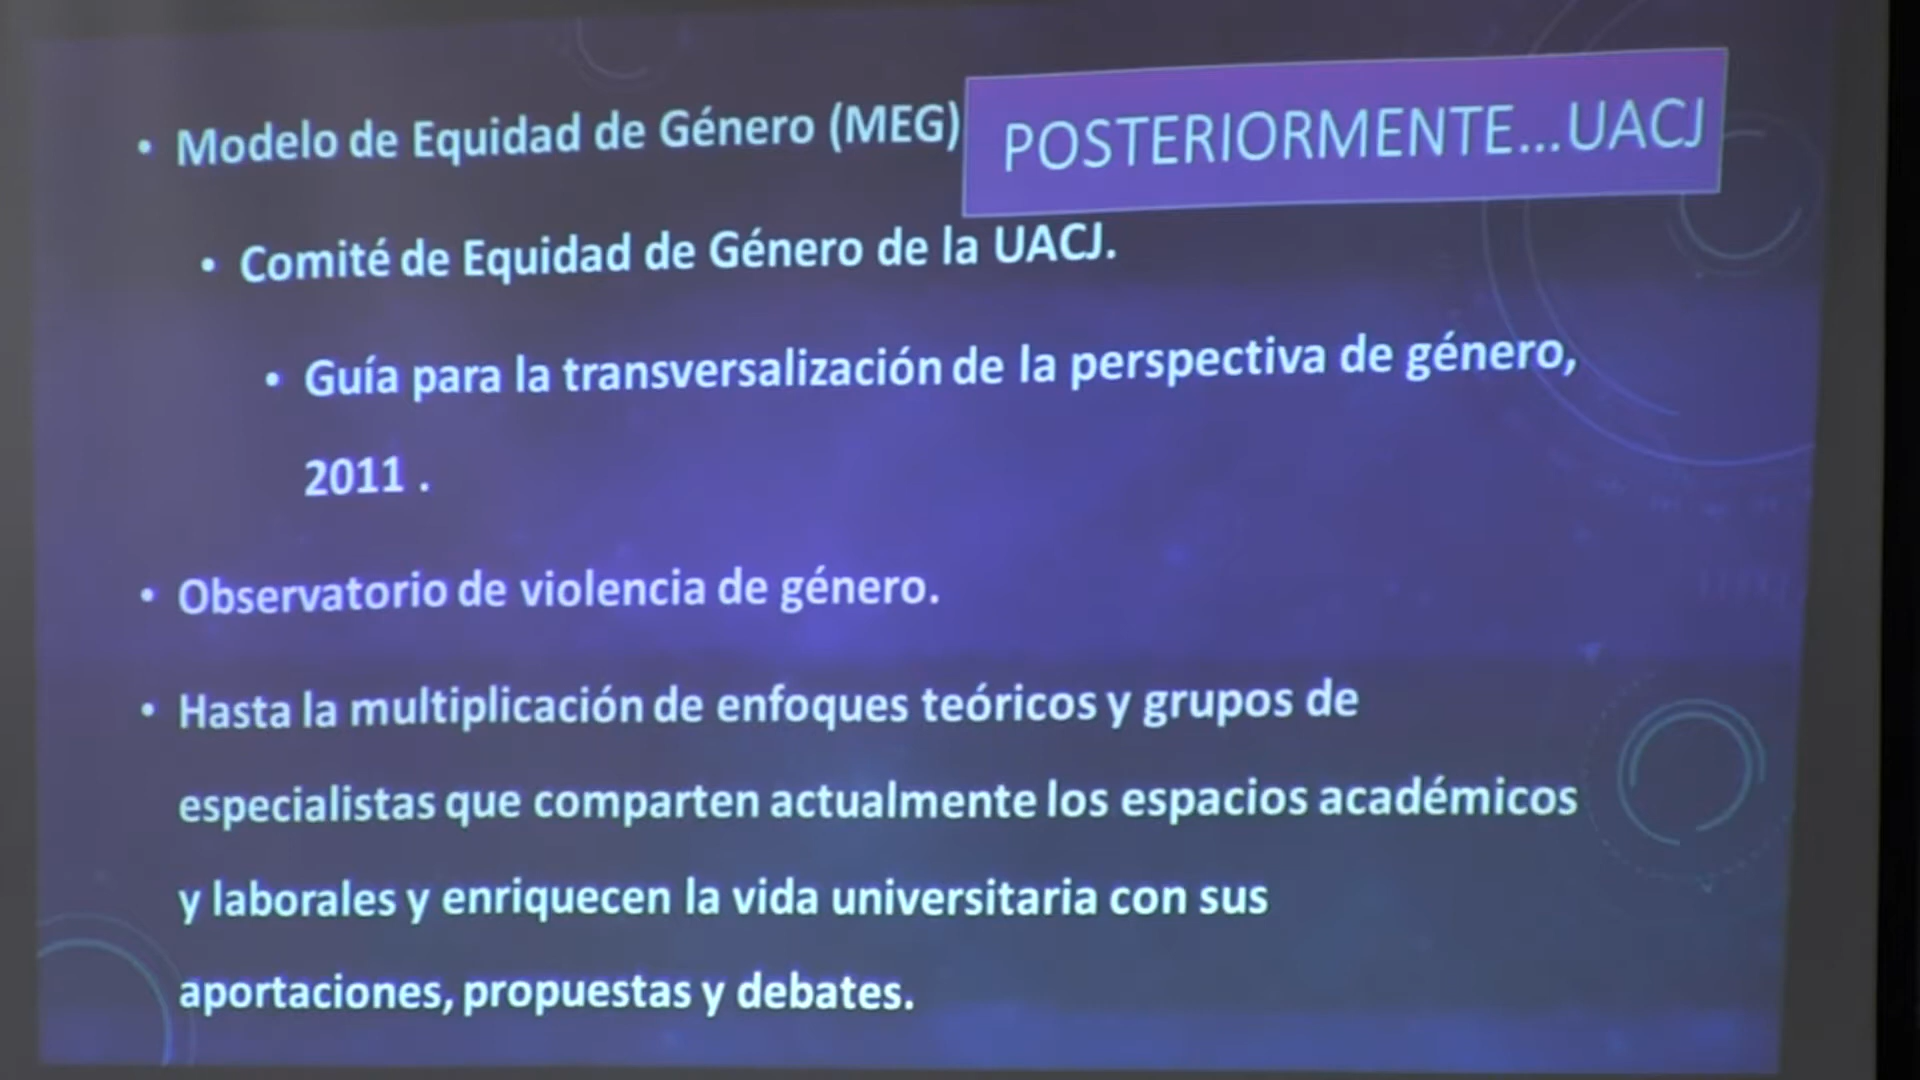 POSTERIORMENTE...UACJ
• Modelo de Equidad de Género (MEG)
• Comité de Equidad de Género de la UACJ.
• Guía para la transversalización de la perspectiva de género,
2011 .
• Observatorio de violencia de género.
• Hasta la multiplicación de enfoques teóricos y grupos de
especialistas que comparten actualmente los espacios académicos
y laborales y enriquecen la vida universitaria con sus
aportaciones, propuestas y debates.